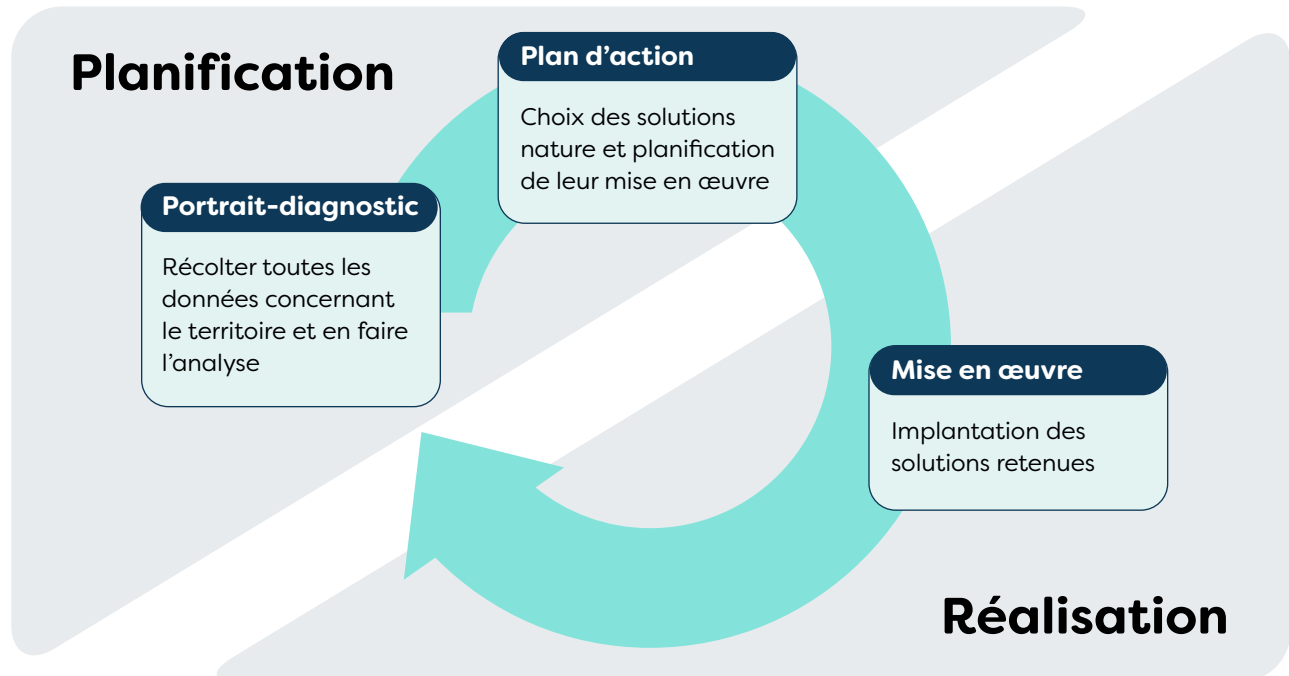 Planification
Plan d’action
Choix des solutions
nature et planification
de leur mise en œuvre
Portrait-diagnostic
Récolter toutes les
données concernant
le territoire et en faire
l’analyse
Mise en œuvre
Implantation des
solutions retenues
Réalisation